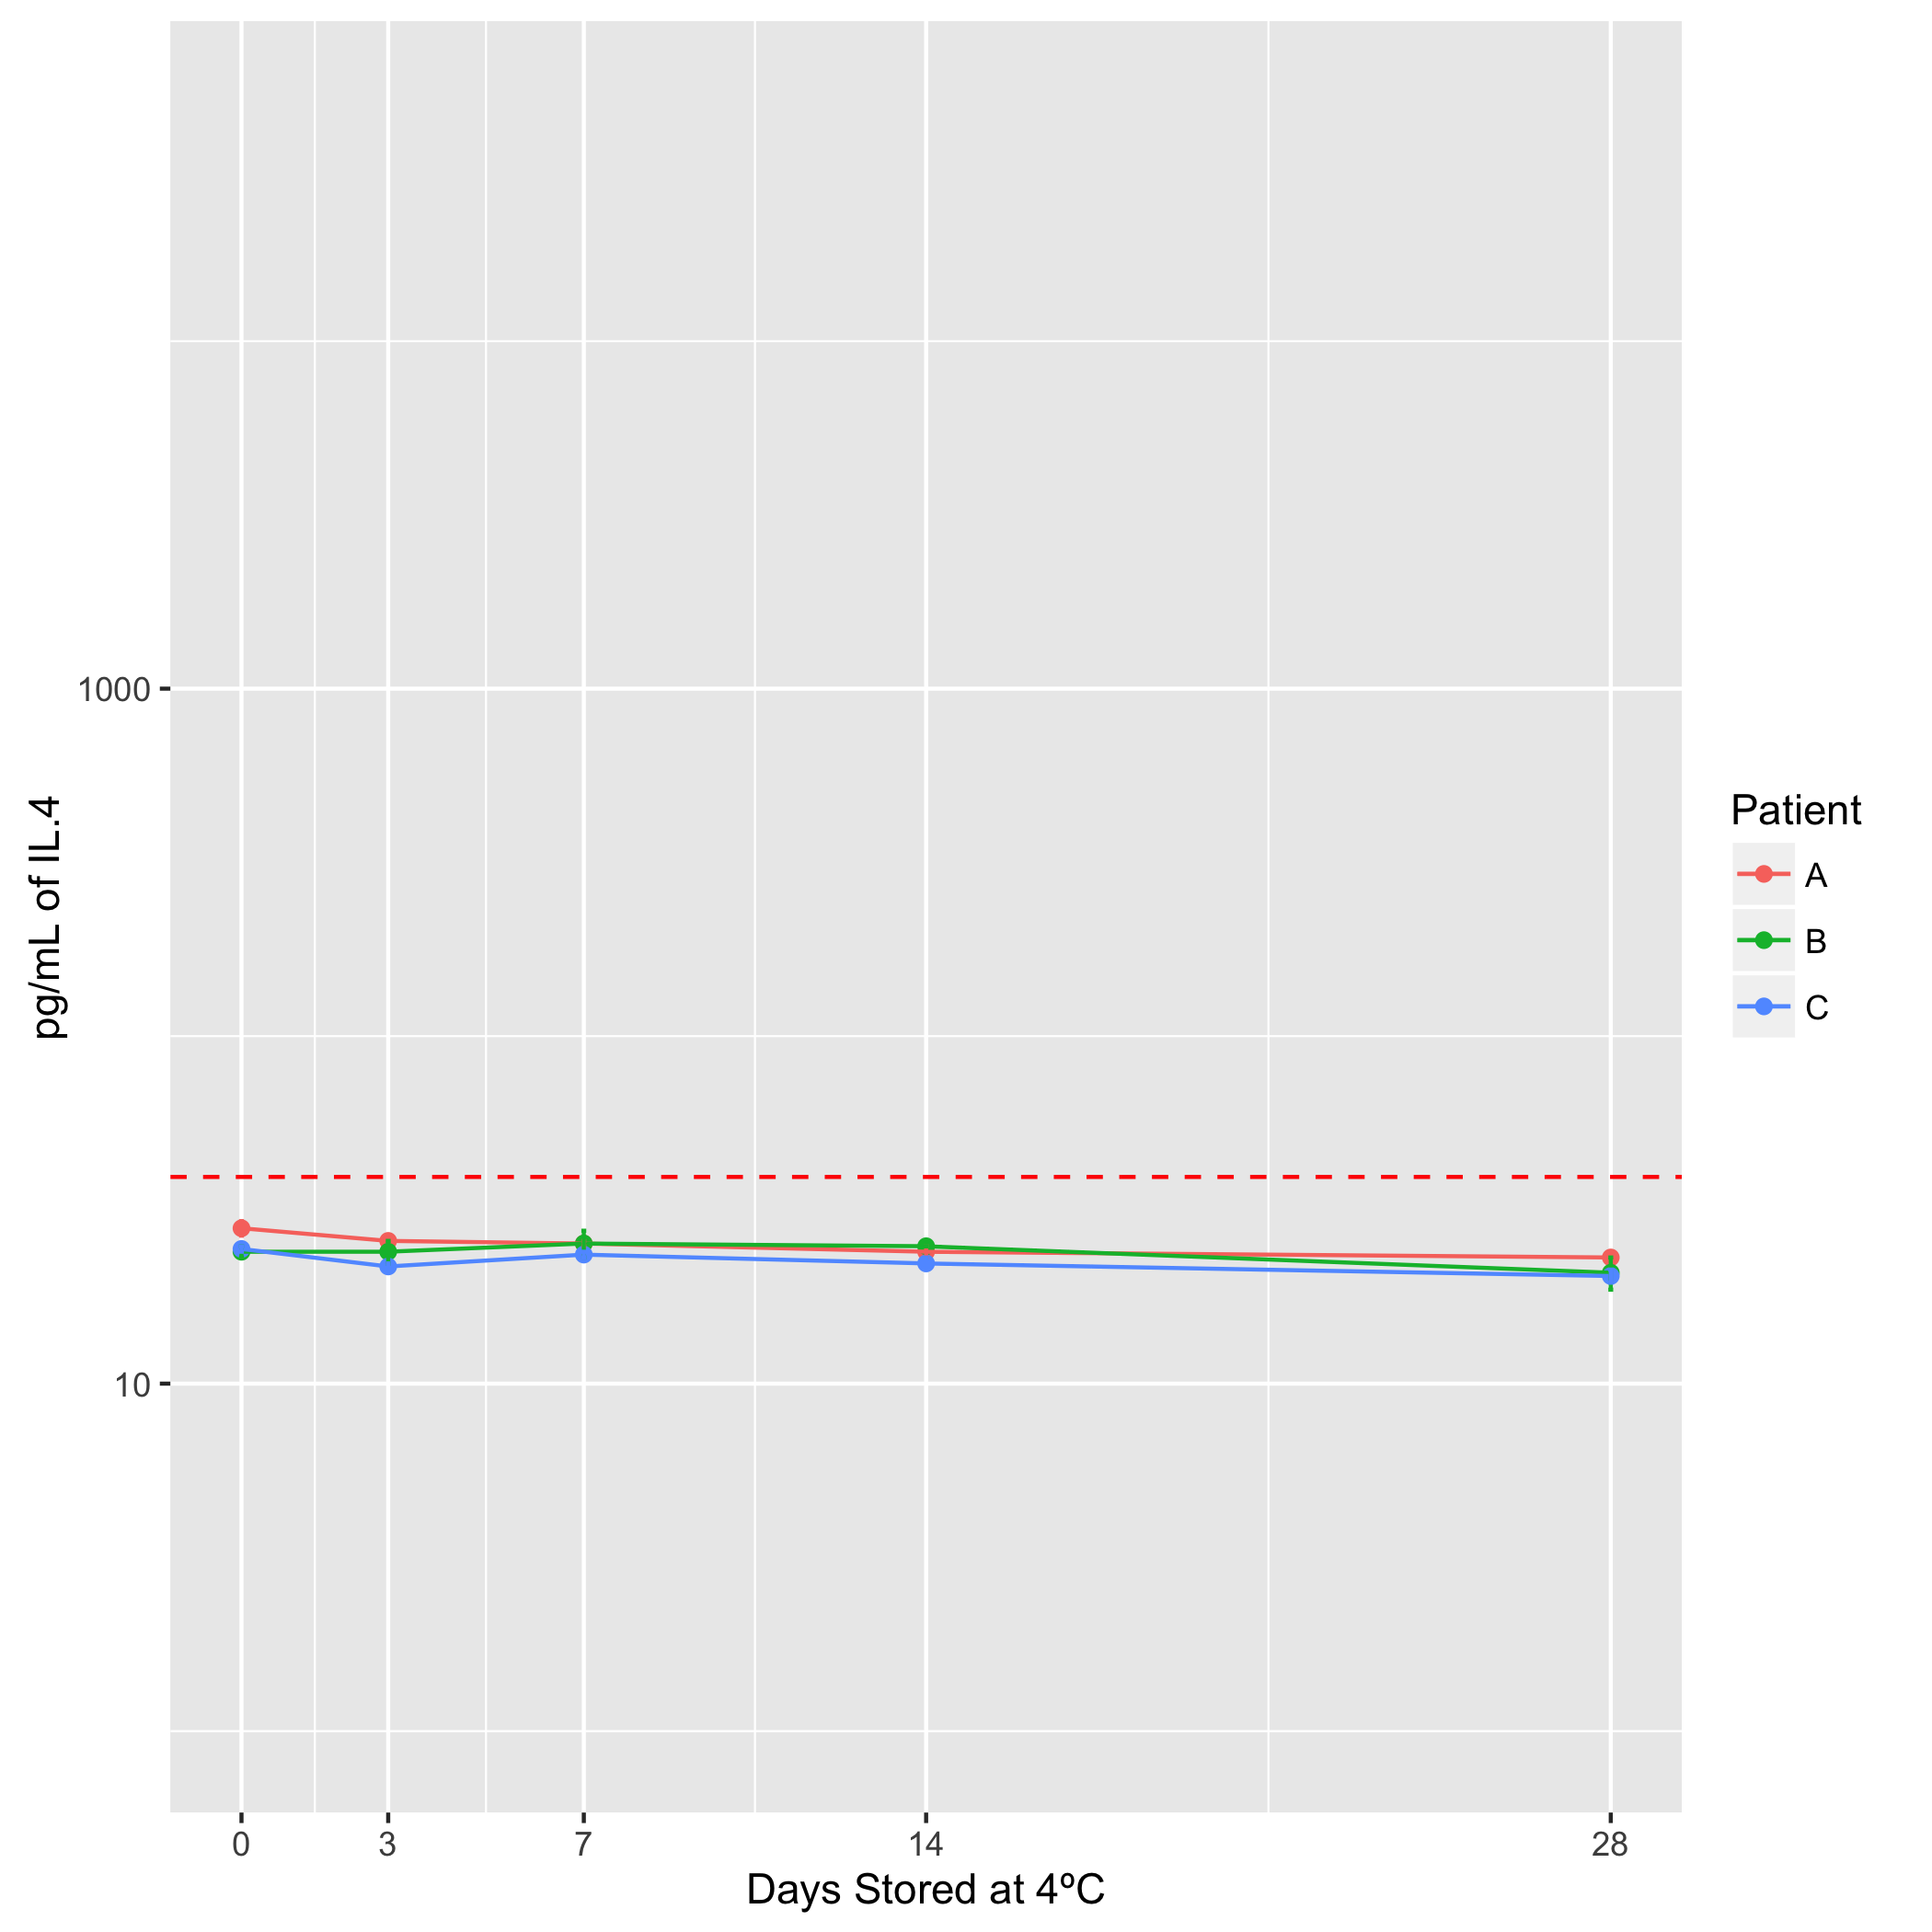 pg/mL of IL.4
1000
10
0
3
7
14
28
Days Stored at 4ºC
Patient
A
B
C